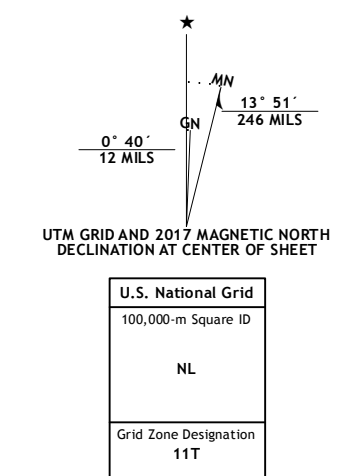 MN
13° 51´
246 MILS
GN
0° 40´
12 MILS
UTM GRID AND 2017 MAGNETIC NORTH
DECLINATION AT CENTER OF SHEET
U.S. National Grid
100,000-m Square ID
NL
Grid Zone Designation
11T